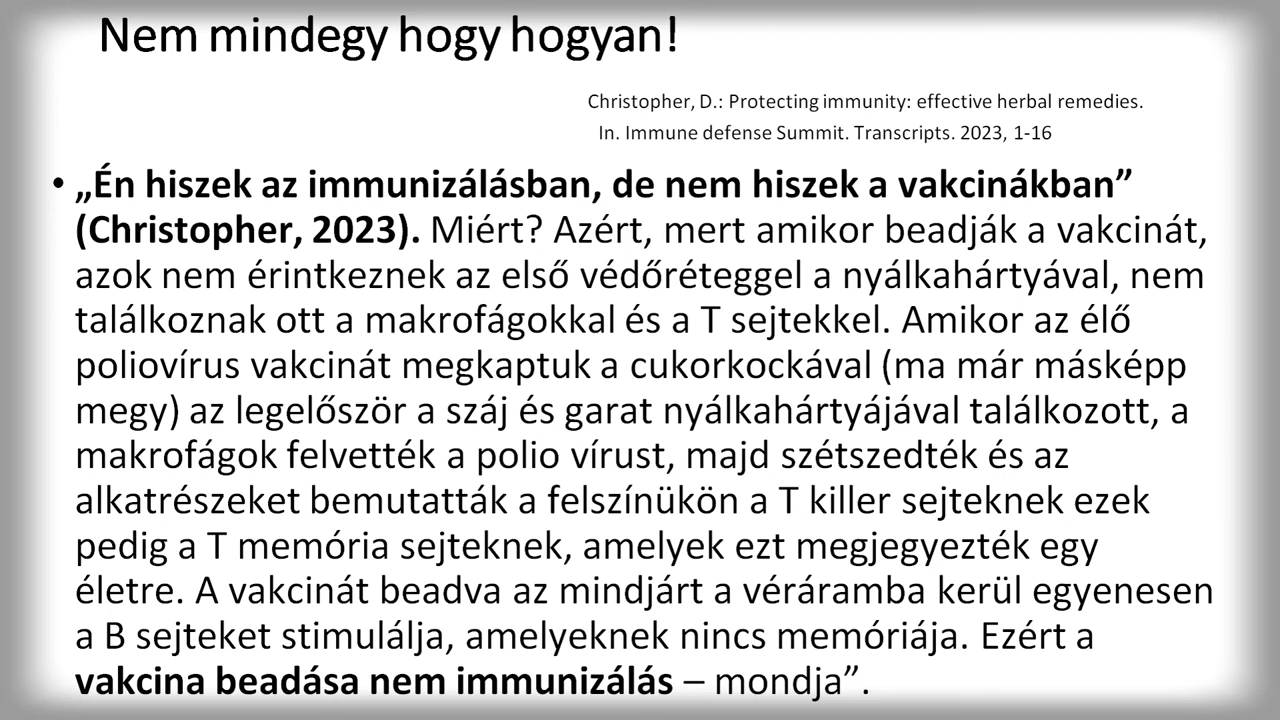 Nem mindegy hogy hogyan!
Christopher, D.: Protecting immunity: effective herbal remedies.
In. Immune defense Summit. Transcripts. 2023, 1-16
• „Én hiszek az immunizálásban, de nem hiszek a vakcinákban”
(Christopher, 2023). Miért? Azért, mert amikor beadják a vakcinát,
azok nem érintkeznek az első védőréteggel a nyálkahártyával, nem
találkoznak ott a makrofágokkal és a T sejtekkel. Amikor az élő
poliovírus vakcinát megkaptuk a cukorkockával (ma már másképp
megy) az legelőször a száj és garat nyálkahártyájával találkozott, a
makrofágok felvették a polio vírust, majd szétszedték és az
alkatrészeket bemutatták a felszínükön a T killer sejteknek ezek
pedig a T memória sejteknek, amelyek ezt megjegyezték egy
életre. A vakcinát beadva az mindjárt a véráramba kerül egyenesen
a B sejteket stimulálja, amelyeknek nincs memóriája. Ezért a
vakcina beadása nem immunizálás – mondja”.